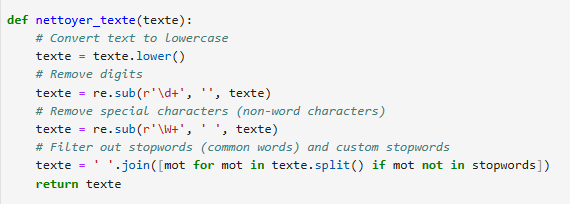 def nettoyer_texte(texte):
    # Convert text to lowercase
    texte = texte.lower()
    # Remove digits
    texte = re.sub(r'\d+', '', texte)
    # Remove special characters (non-word characters)
    texte = re.sub(r'\W+', ' ', texte)
    # Filter out stopwords (common words) and custom stopwords
    texte = ' '.join([mot for mot in texte.split() if mot not in stopwords])
    return texte